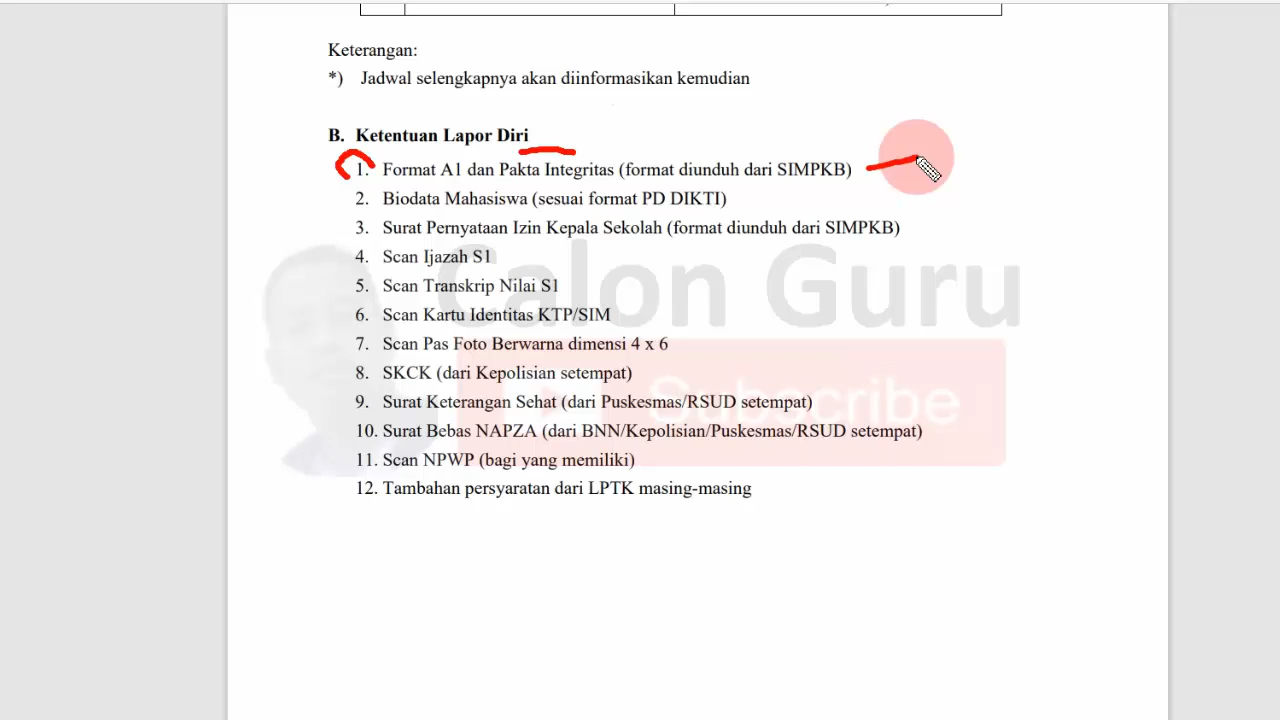 Keterangan:
*) Jadwal selengkapnya akan diinformasikan kemudian
B. Ketentuan Lapor Diri
1. Format A1 dan Pakta Integritas (format diunduh dari SIMPKB)
2. Biodata Mahasiswa (sesuai format PD DIKTI)
3. Surat Pernyataan Izin Kepala Sekolah (format diunduh dari SIMPKB)
4. Scan Ijazah S1
5. Scan Transkrip Nilai S1
6. Scan Kartu Identitas KTP/SIM
7. Scan Pas Foto Berwarna dimensi 4 x 6
8. SKCK (dari Kepolisian setempat)
9. Surat Keterangan Sehat (dari Puskesmas/RSUD setempat)
10. Surat Bebas NAPZA (dari BNN/Kepolisian/Puskesmas/RSUD setempat)
11. Scan NPWP (bagi yang memiliki)
12. Tambahan persyaratan dari LPTK masing-masing
Calon Guru
Subscribe